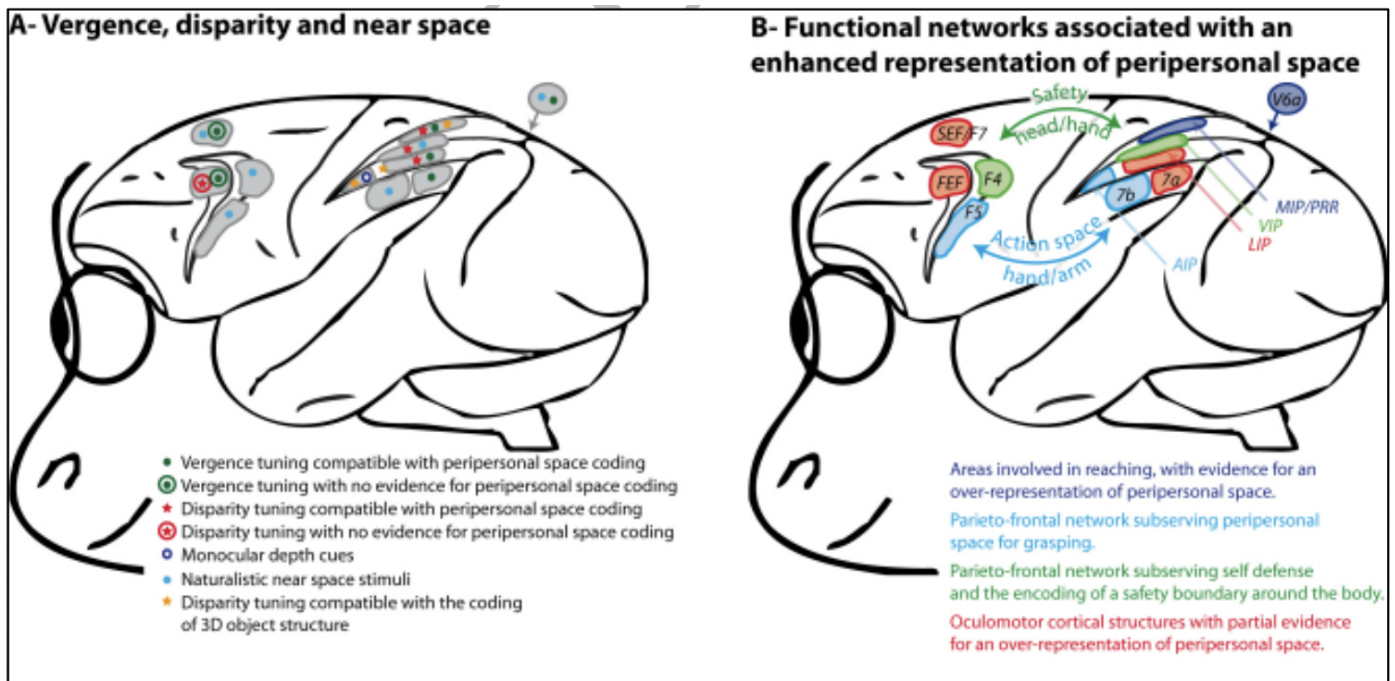 A- Vergence, disparity and near space
• Vergence tuning compatible with peripersonal space coding
Vergence tuning with no evidence for peripersonal space coding
Disparity tuning compatible with peripersonal space coding
Disparity tuning with no evidence for peripersonal space coding
Monocular depth cues
Naturalistic near space stimuli
Disparity tuning compatible with the coding
of 3D object structure
B- Functional networks associated with an
enhanced representation of peripersonal space
Safety
head/hand
V6a
SEF/F7
FEF
F4
F5
7b
7a
MIP/PRR
VIP
LIP
AIP
Action space
hand/arm
Areas involved in reaching, with evidence for an
over-representation of peripersonal space.
Parieto-frontal network subserving peripersonal
space for grasping.
Parieto-frontal network subserving self defense
and the encoding of a safety boundary around the body.
Oculomotor cortical structures with partial evidence
for an over-representation of peripersonal space.